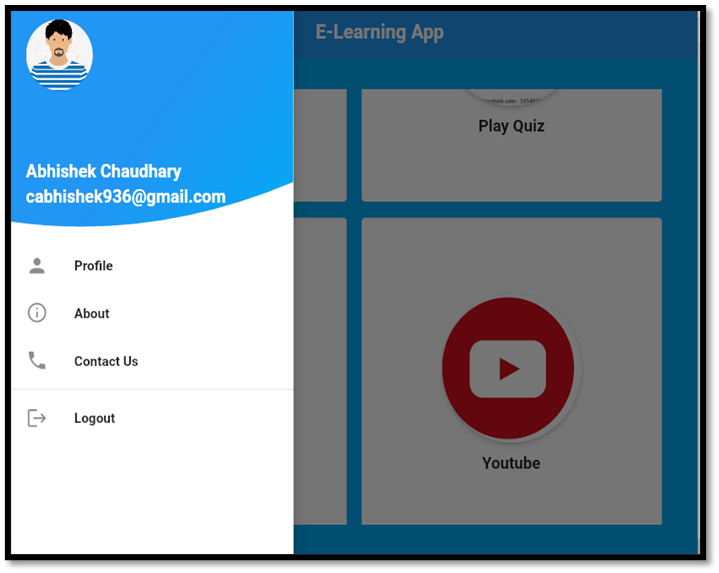 E-Learning App
Abhishek Chaudhary
cabhishek936@gmail.com
Profile
About
Contact Us
Logout
Play Quiz
Youtube